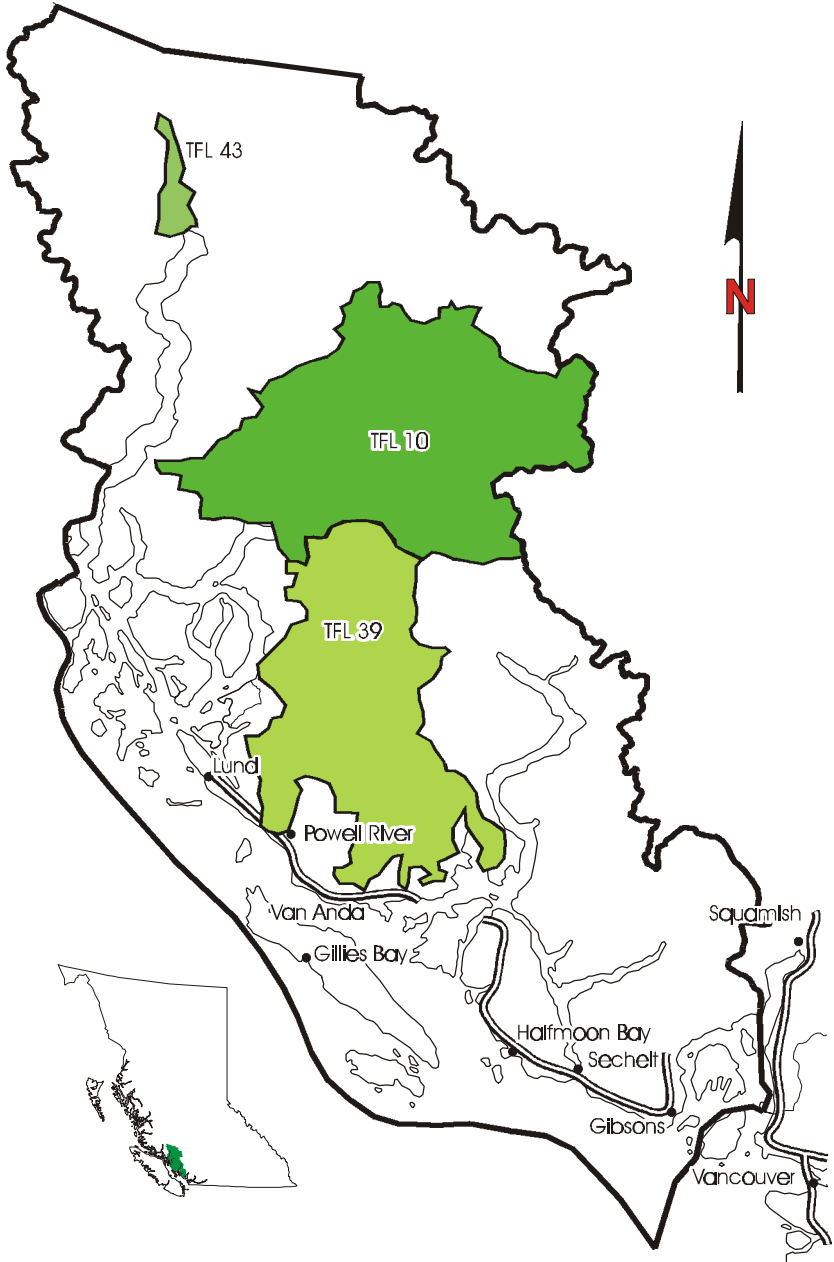 TFL 43
N
TFL 10
TFL 39
Lund
Powell River
Van Anda
Squamish
Gillies Bay
Halfmoon Bay
Sechelt
Gibsons
Vancouver